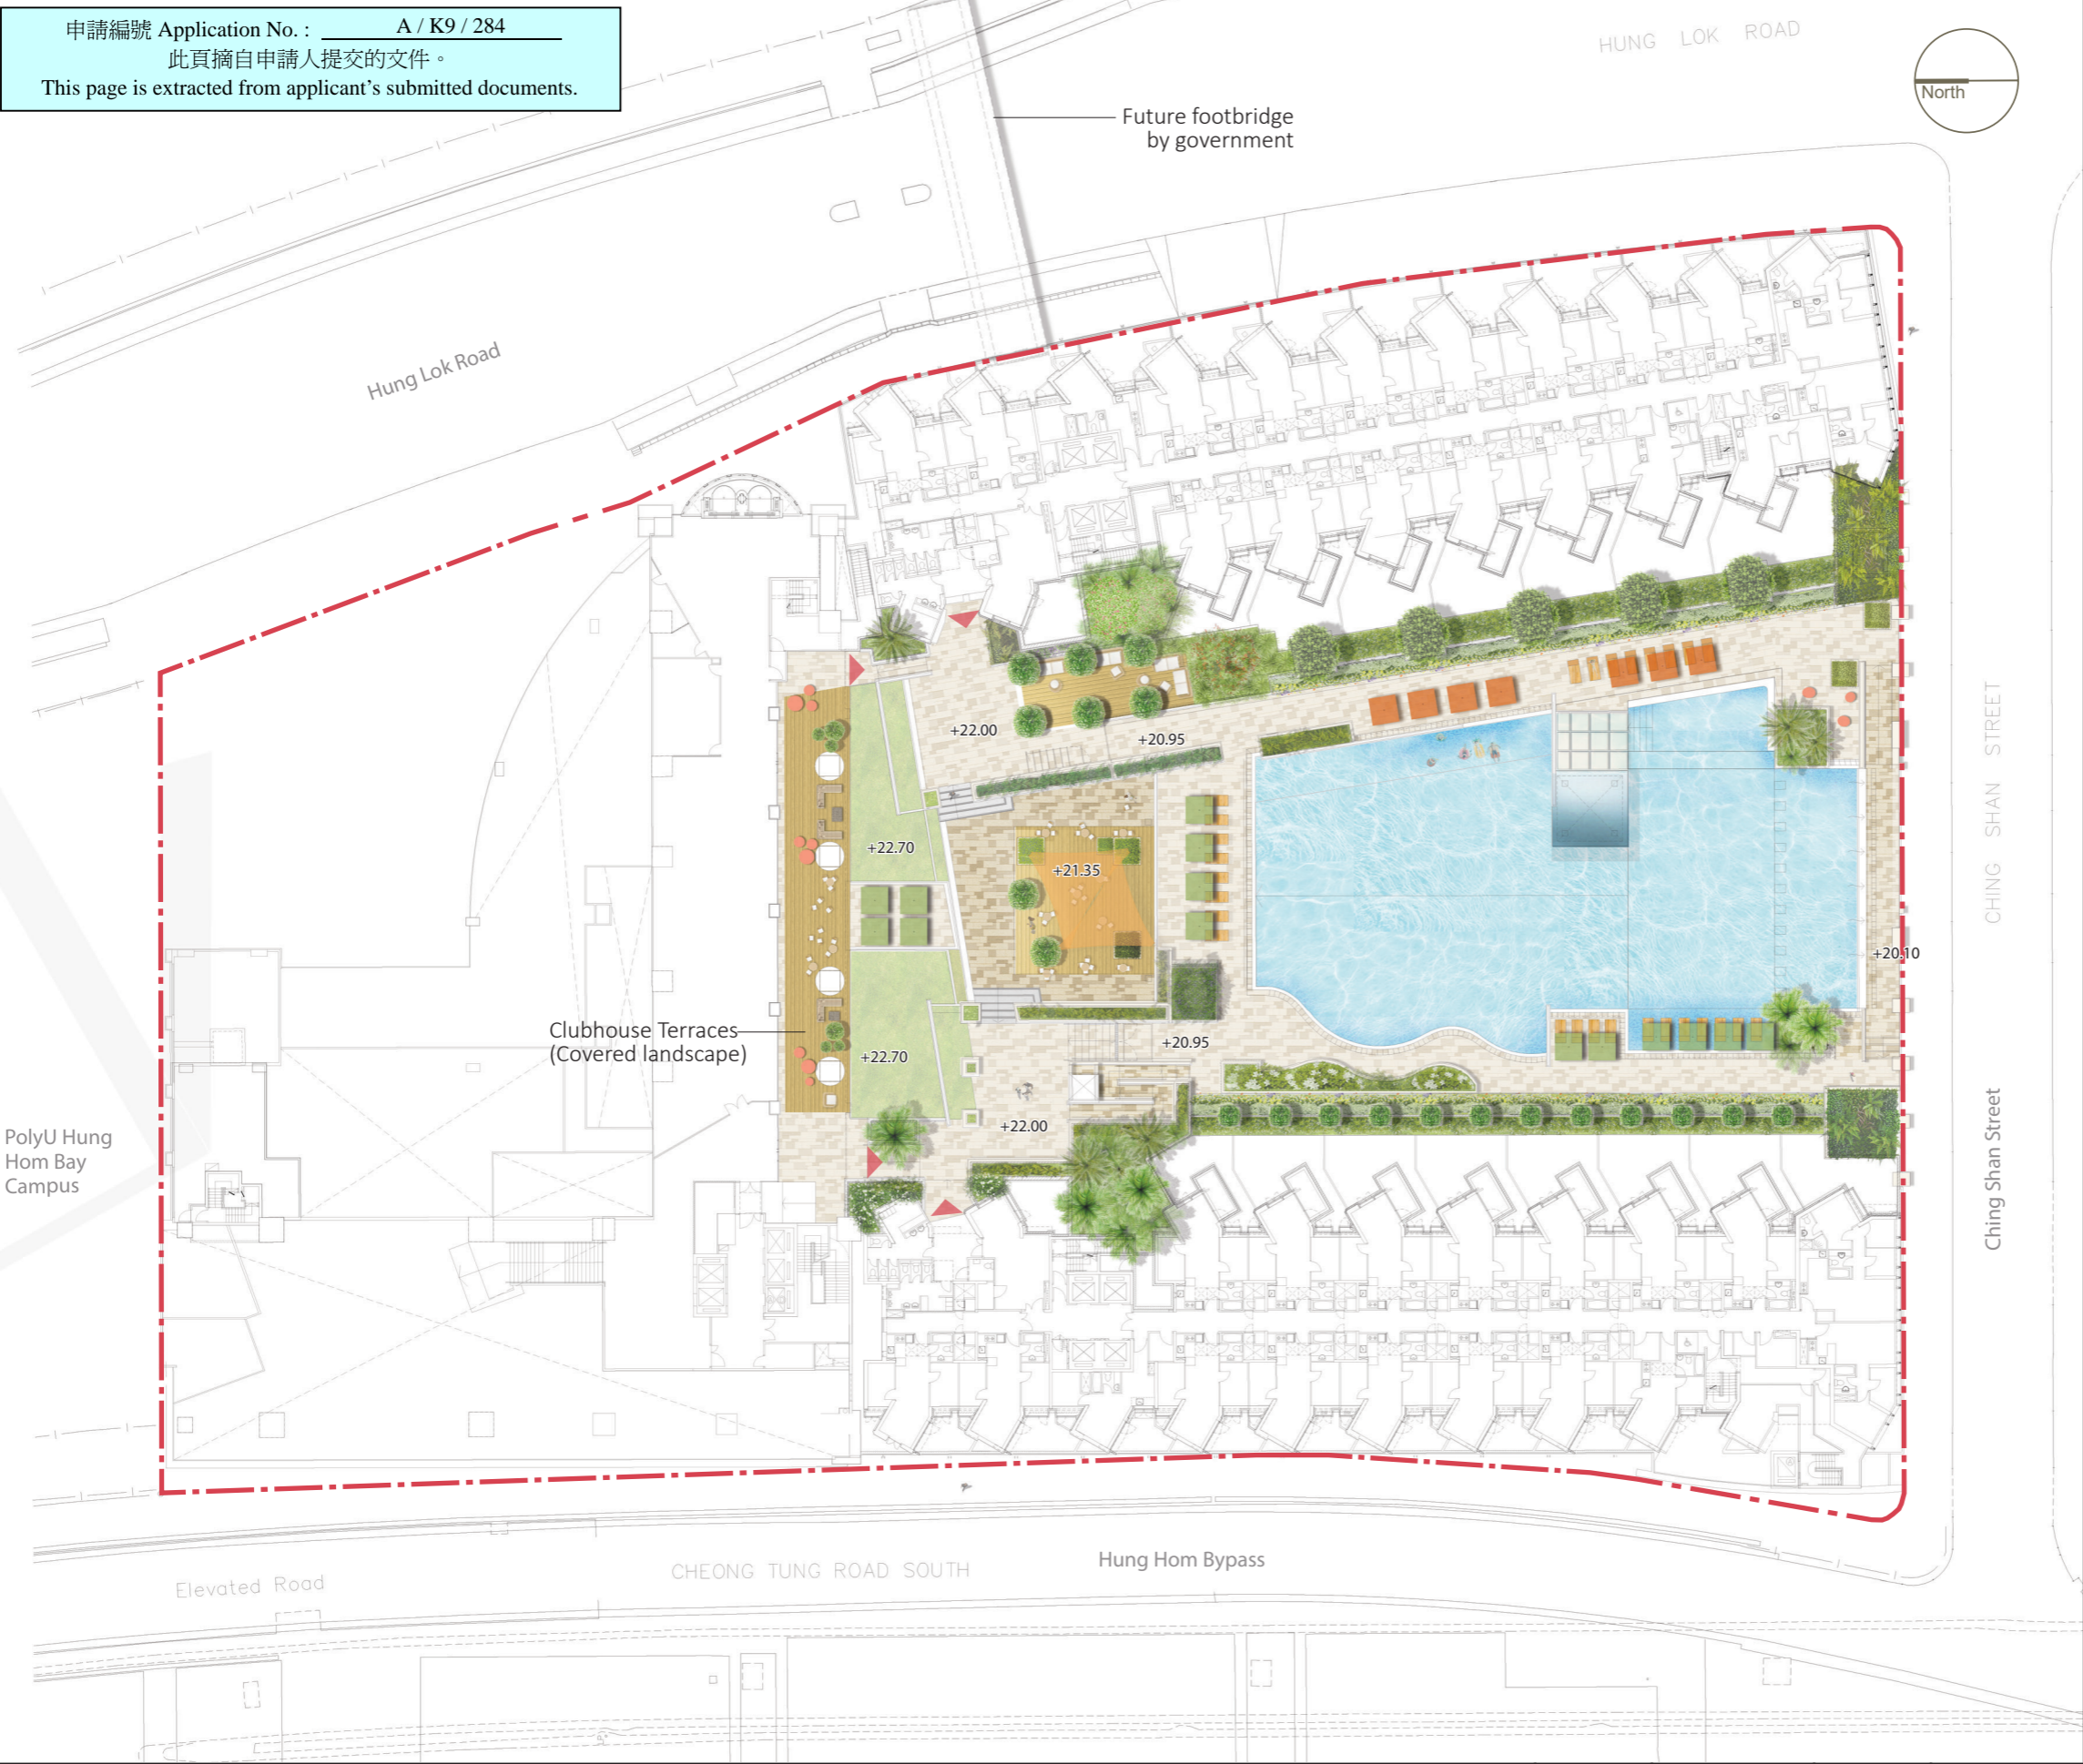 申請編號 Application No. : A / K9 / 284
此頁摘自申請人提交的文件。
This page is extracted from applicant's submitted documents.
HUNG LOK ROAD
North
Future footbridge
by government
Hung Lok Road
+22.00
+20.95
CHING SHAN STREET
+22.70
+21.35
+20.10
Clubhouse Terraces
(Covered landscape)
+22.70
+20.95
+22.00
PolyU Hung
Hom Bay
Campus
Ching Shan Street
Hung Hom Bypass
CHEONG TUNG ROAD SOUTH
Elevated Road